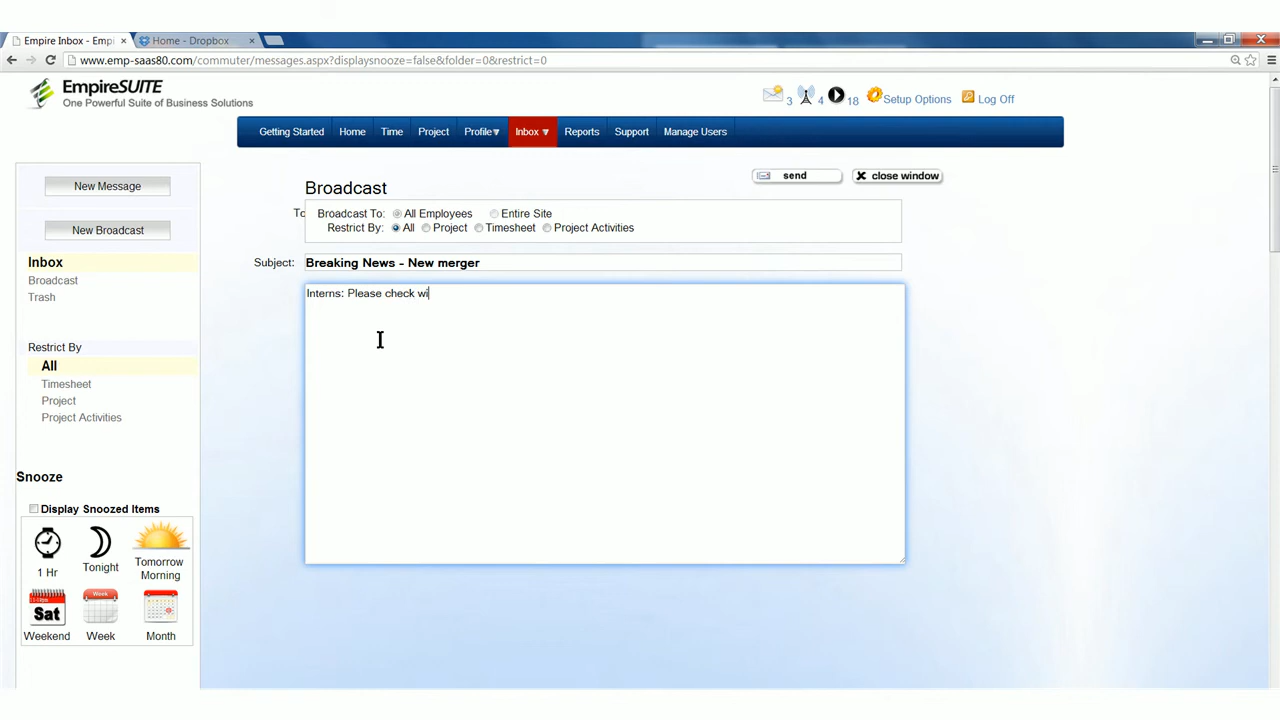 Empire Inbox - Empi
Home - Dropbox
www.emp-saas80.com/commuter/messages.aspx?displaysnooze=false&folder=0&restrict=0
EmpireSUITE
One Powerful Suite of Business Solutions
3 4 18 Setup Options Log Off
Getting Started Home Time Project Profile▼ Inbox ▼ Reports Support Manage Users
New Message
New Broadcast
Inbox
Broadcast
Trash
Restrict By
All
Timesheet
Project
Project Activities
Snooze
Display Snoozed Items
1 Hr
Tonight
Tomorrow
Morning
Sat
Weekend
Week
Week
Month
Broadcast
send
close window
To
Broadcast To: All Employees Entire Site
Restrict By: All Project Timesheet Project Activities
Subject: Breaking News - New merger
Interns: Please check wi